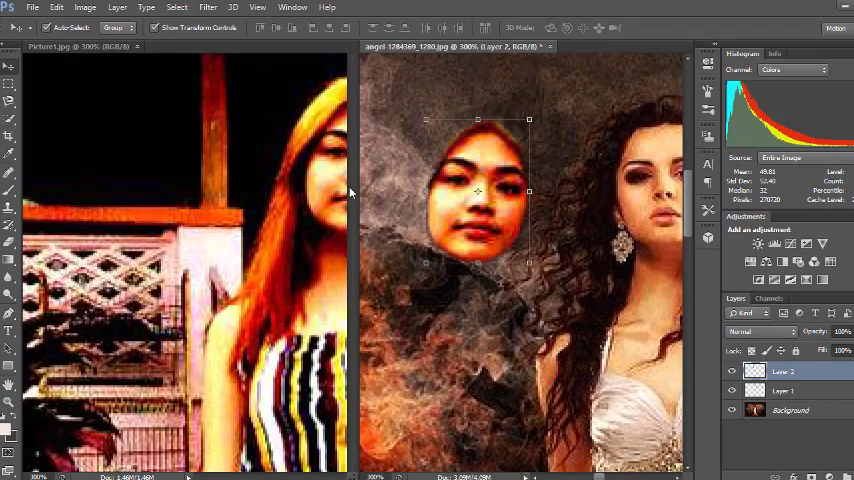 Ps File Edit Image Layer Type Select Filter 3D View Window Help
Auto-Select: Group Show Transform Controls 3D Mode: Motion
Picture1.jpg @ 300% (RGB/8) × angel 1284369_1280.jpg @ 300% (Layer 2, RGB/8) * ×
Histogram Info
Channel: Colors
Source: Entire Image
Mean: 49.81 Level:
Std Dev: 52.40 Count:
Median: 32 Percentile:
Pixels: 270720 Cache Level:
Adjustments
Add an adjustment
Layers Channels
Kind
Normal Opacity: 100%
Lock: Fill: 100%
Layer 2
Layer 1
Background
300% Doc: 1.46M/1.46M 300% Doc: 3.09M/4.09M